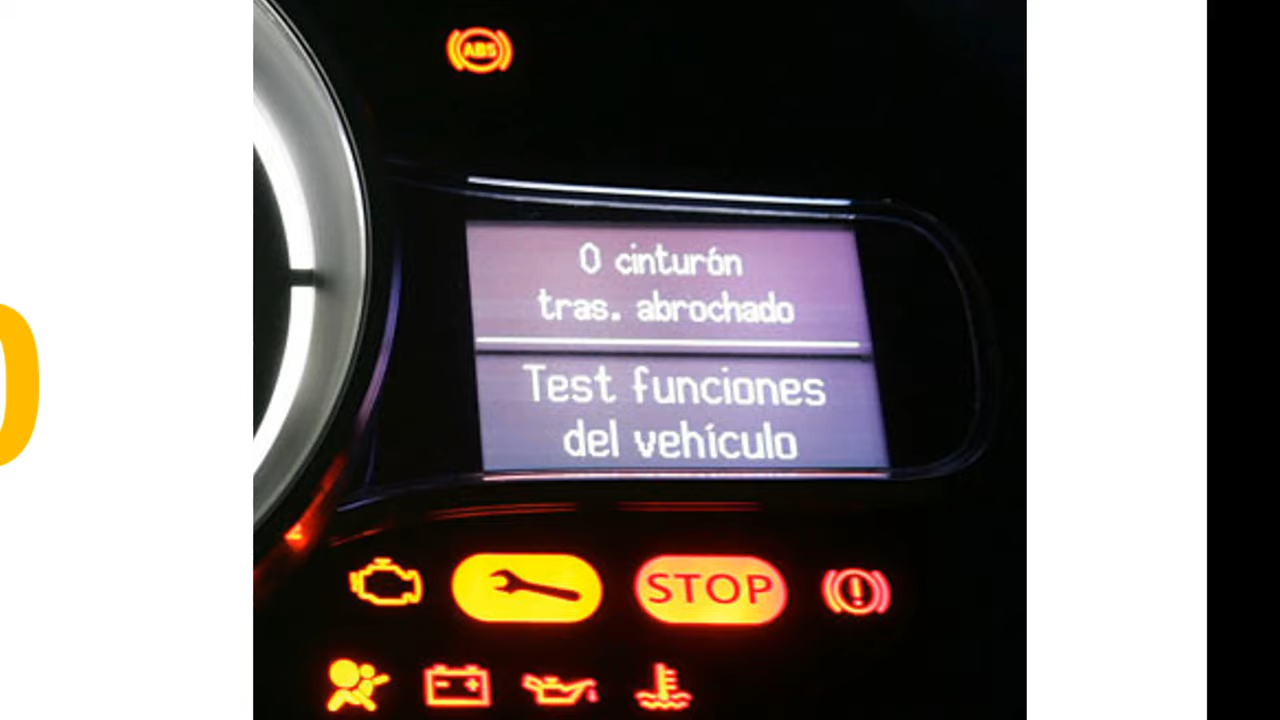 ABS
0 cinturón
tras. abrochado
Test funciones
del vehículo
STOP